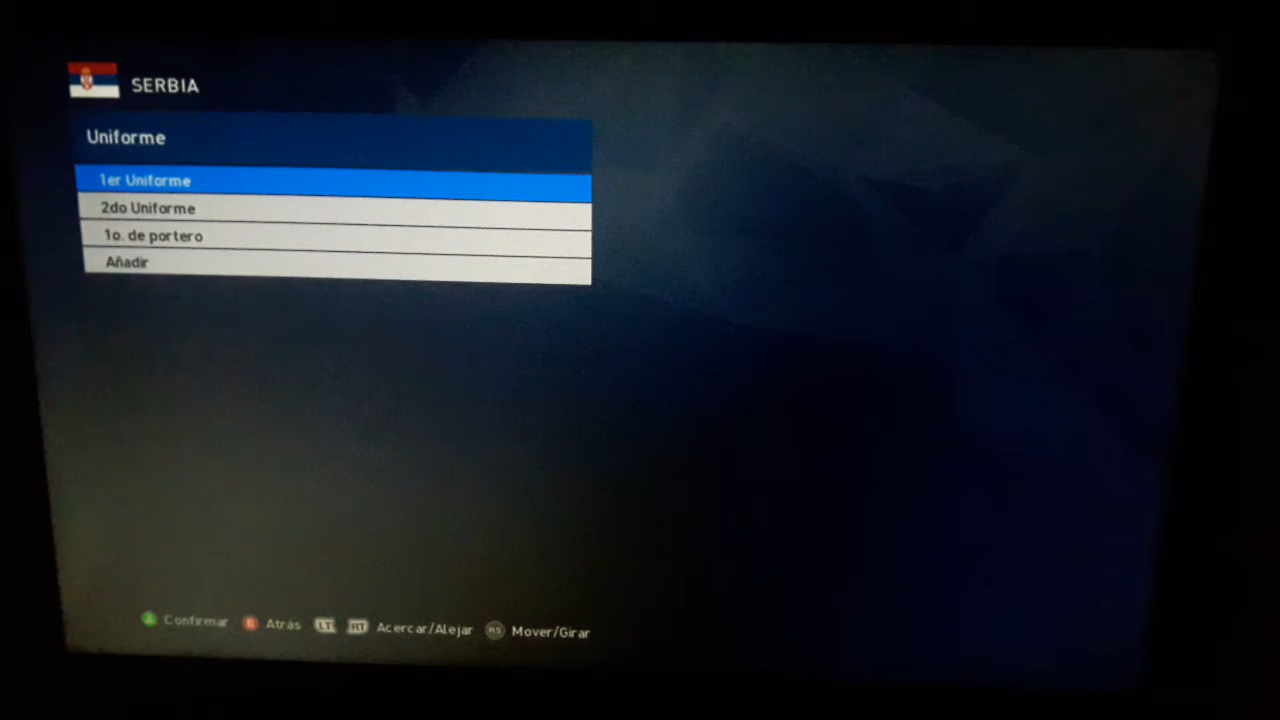 SERBIA
Uniforme
1er Uniforme
2do Uniforme
1o. de portero
Añadir
A Confirmar B Atrás LT RT Acercar/Alejar RS Mover/Girar